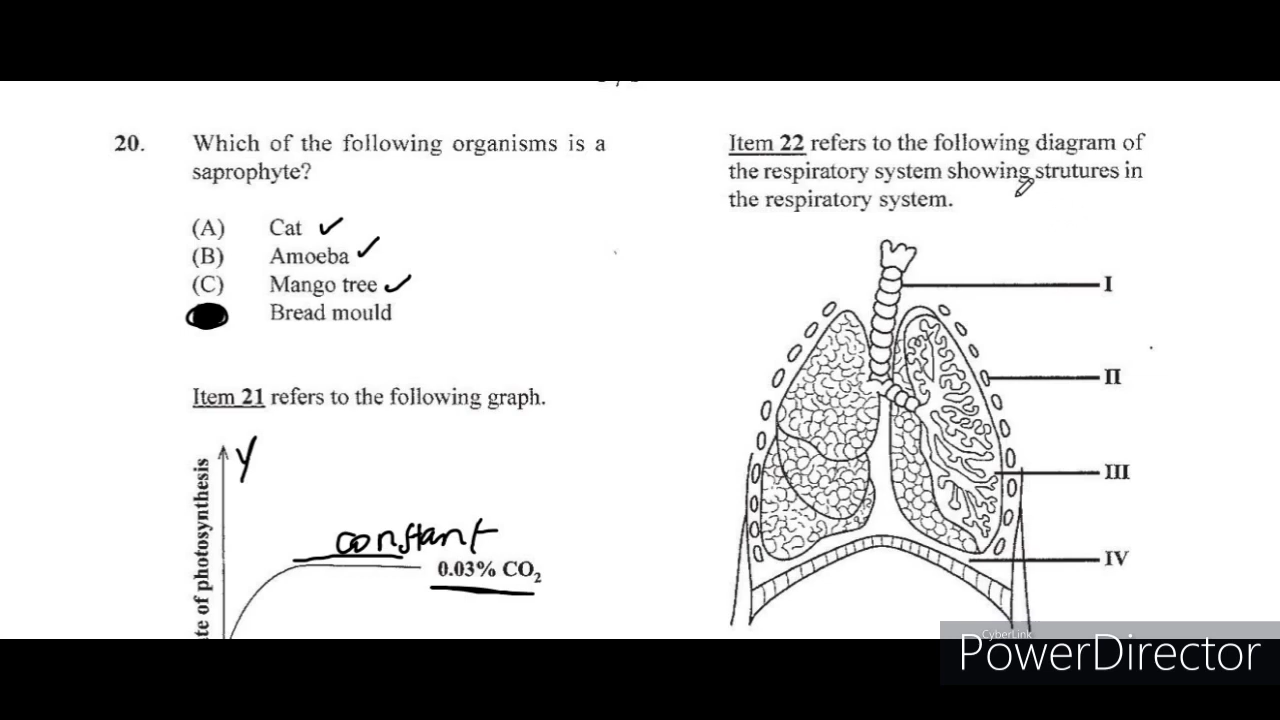 20. Which of the following organisms is a
saprophyte?
(A) Cat
(B) Amoeba
(C) Mango tree
Bread mould
Item 21 refers to the following graph.
y
te of photosynthesis
constant
0.03% CO₂
Item 22 refers to the following diagram of
the respiratory system showing strutures in
the respiratory system.
I
II
III
IV
CyberLink
PowerDirector